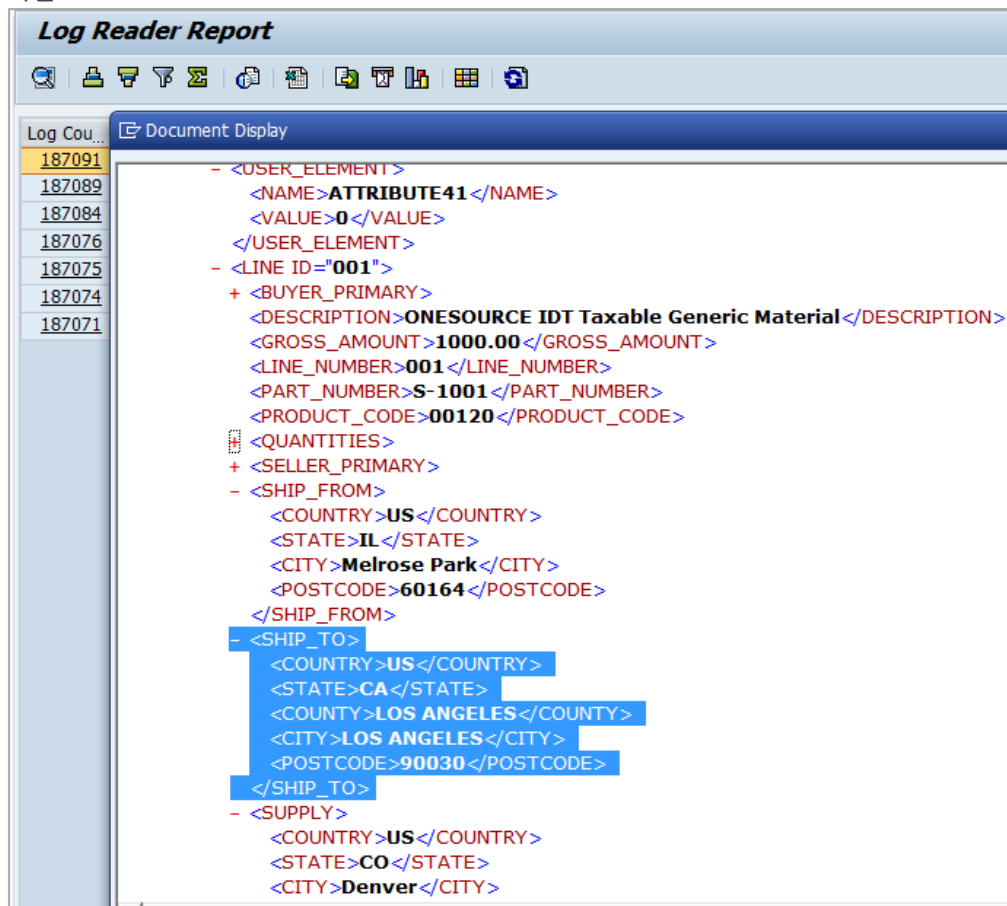 Log Reader Report
Log Cou...
187091
187089
187084
187076
187075
187074
187071
Document Display
- <USER_ELEMENT>
<NAME>ATTRIBUTE41</NAME>
<VALUE>0</VALUE>
</USER_ELEMENT>
- <LINE ID="001">
+ <BUYER_PRIMARY>
<DESCRIPTION>ONESOURCE IDT Taxable Generic Material</DESCRIPTION>
<GROSS_AMOUNT>1000.00</GROSS_AMOUNT>
<LINE_NUMBER>001</LINE_NUMBER>
<PART_NUMBER>S-1001</PART_NUMBER>
<PRODUCT_CODE>00120</PRODUCT_CODE>
+ <QUANTITIES>
+ <SELLER_PRIMARY>
- <SHIP_FROM>
<COUNTRY>US</COUNTRY>
<STATE>IL</STATE>
<CITY>Melrose Park</CITY>
<POSTCODE>60164</POSTCODE>
</SHIP_FROM>
- <SHIP_TO>
<COUNTRY>US</COUNTRY>
<STATE>CA</STATE>
<COUNTY>LOS ANGELES</COUNTY>
<CITY>LOS ANGELES</CITY>
<POSTCODE>90030</POSTCODE>
</SHIP_TO>
- <SUPPLY>
<COUNTRY>US</COUNTRY>
<STATE>CO</STATE>
<CITY>Denver</CITY>